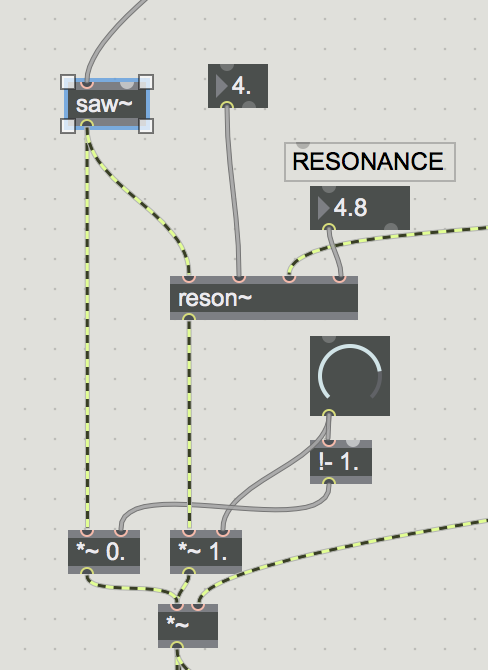 saw~
4.
RESONANCE
4.8
reson~
!- 1.
*~ 0.
*~ 1.
*~